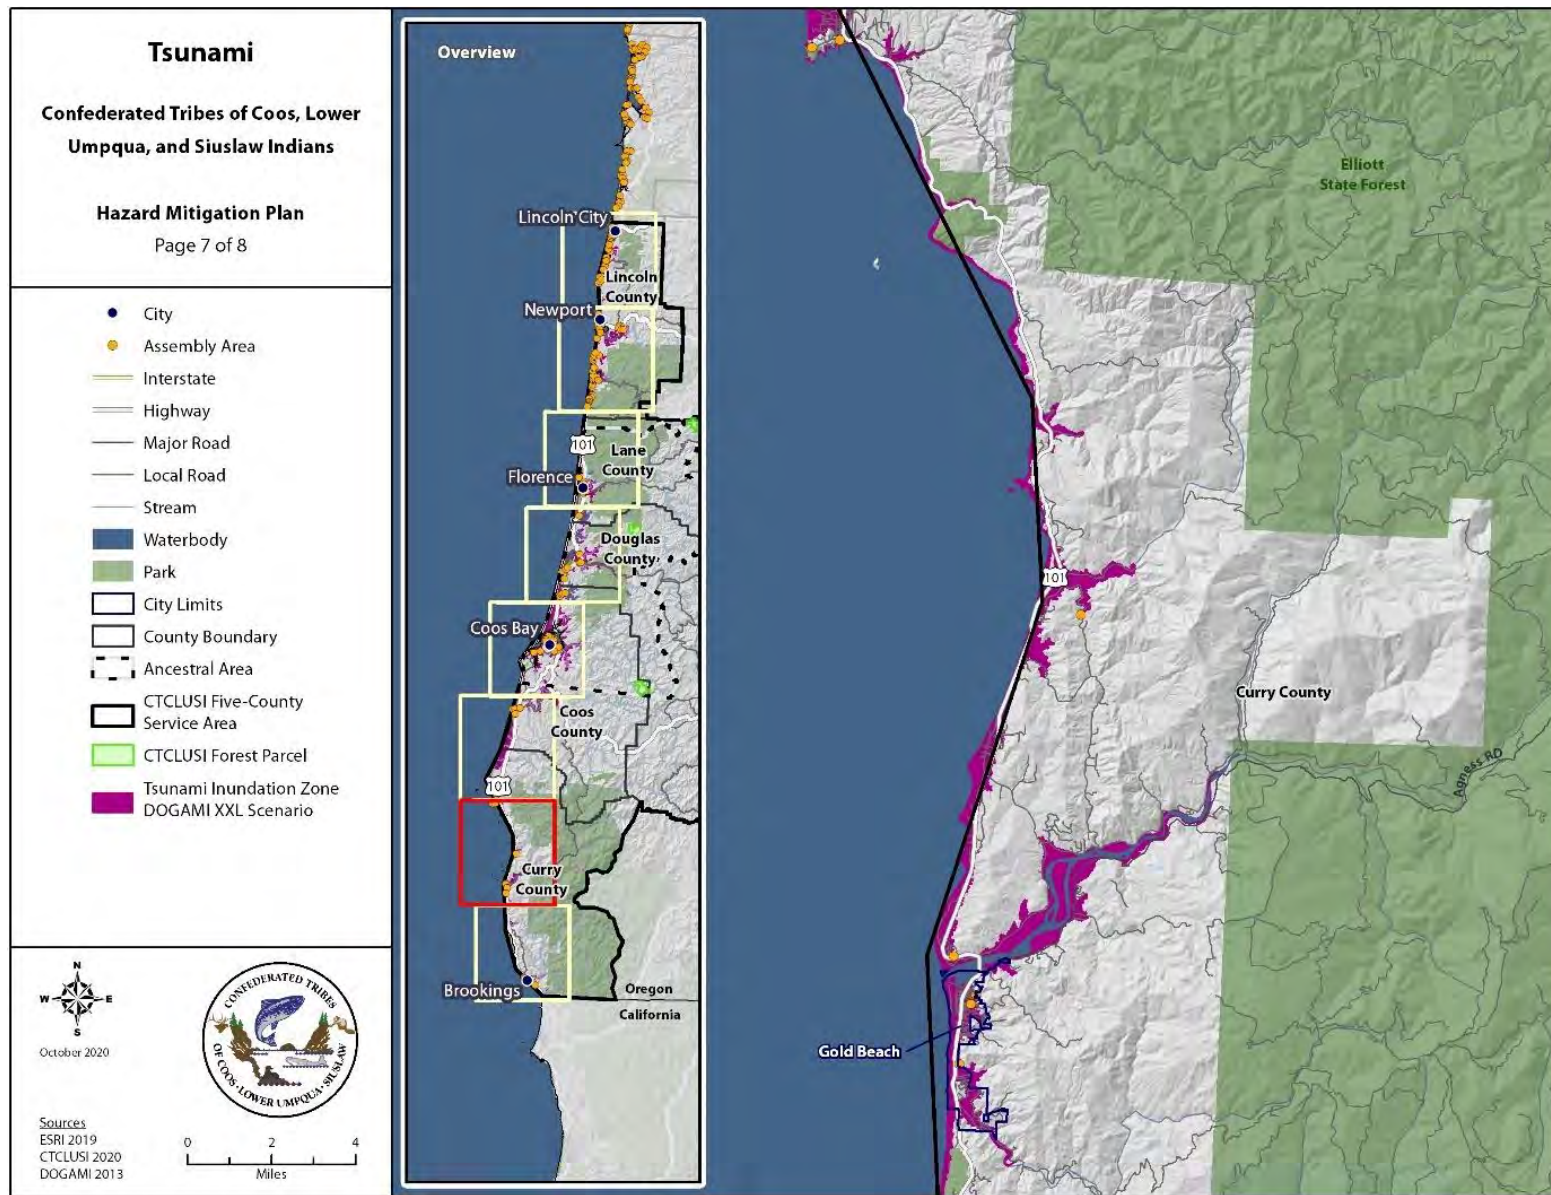 Tsunami
Confederated Tribes of Coos, Lower
Umpqua, and Siuslaw Indians
Hazard Mitigation Plan
Page 7 of 8
City
Assembly Area
Interstate
Highway
Major Road
Local Road
Stream
Waterbody
Park
City Limits
County Boundary
Ancestral Area
CTCLUSI Five-County
Service Area
CTCLUSI Forest Parcel
Tsunami Inundation Zone
DOGAMI XXL Scenario
N
W E
S
October 2020
CONFEDERATED TRIBES
OF COOS · LOWER UMPQUA · SIUSLAW
Sources
ESRI 2019
CTCLUSI 2020
DOGAMI 2013
0 2 4
Miles
Overview
Lincoln City
Lincoln
County
Newport
101
Lane
County
Florence
Douglas
County
Coos Bay
Coos
County
101
Curry
County
Brookings
Oregon
California
Elliott
State Forest
101
Curry County
Agness RD
Gold Beach